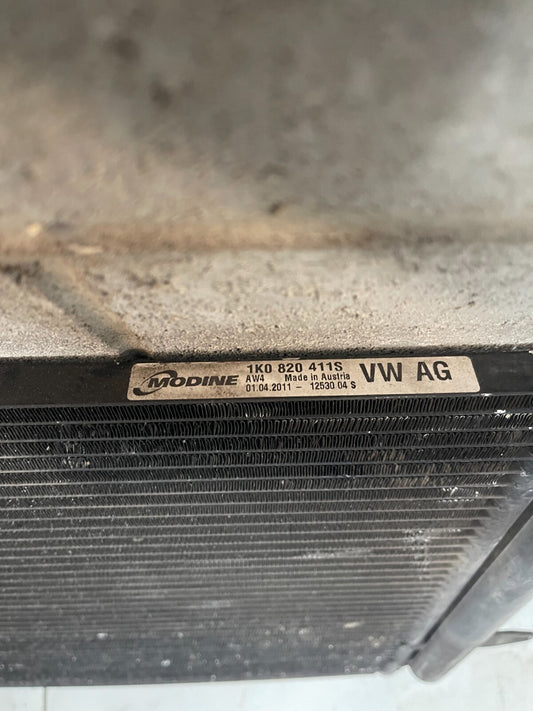 MODINE
1K0 820 411S
AW4 Made in Austria
01.04.2011 - 12530 04 S
VW AG